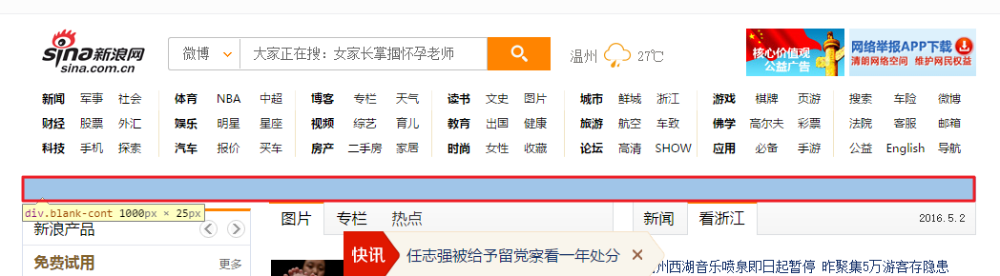 sina新浪网
sina.com.cn
微博 大家正在搜：女家长掌掴怀孕老师
温州 27℃
核心价值观
公益广告
网络举报APP下载
清朗网络空间 维护网民权益
新闻 军事 社会 体育 NBA 中超 博客 专栏 天气 读书 文史 图片 城市 鲜城 浙江 游戏 棋牌 页游 搜索 车险 微博
财经 股票 外汇 娱乐 明星 星座 视频 综艺 育儿 教育 出国 健康 旅游 航空 车致 佛学 高尔夫 彩票 法院 客服 邮箱
科技 手机 探索 汽车 报价 买车 房产 二手房 家居 时尚 女性 收藏 论坛 高清 SHOW 应用 必备 手游 公益 English 导航
div.blank-cont 1000px × 25px
新浪产品
图片 专栏 热点
新闻 看浙江 2016.5.2
免费试用 更多
快讯 任志强被给予留党察看一年处分 ×
州西湖音乐喷泉即日起暂停 昨聚集5万游客存隐患